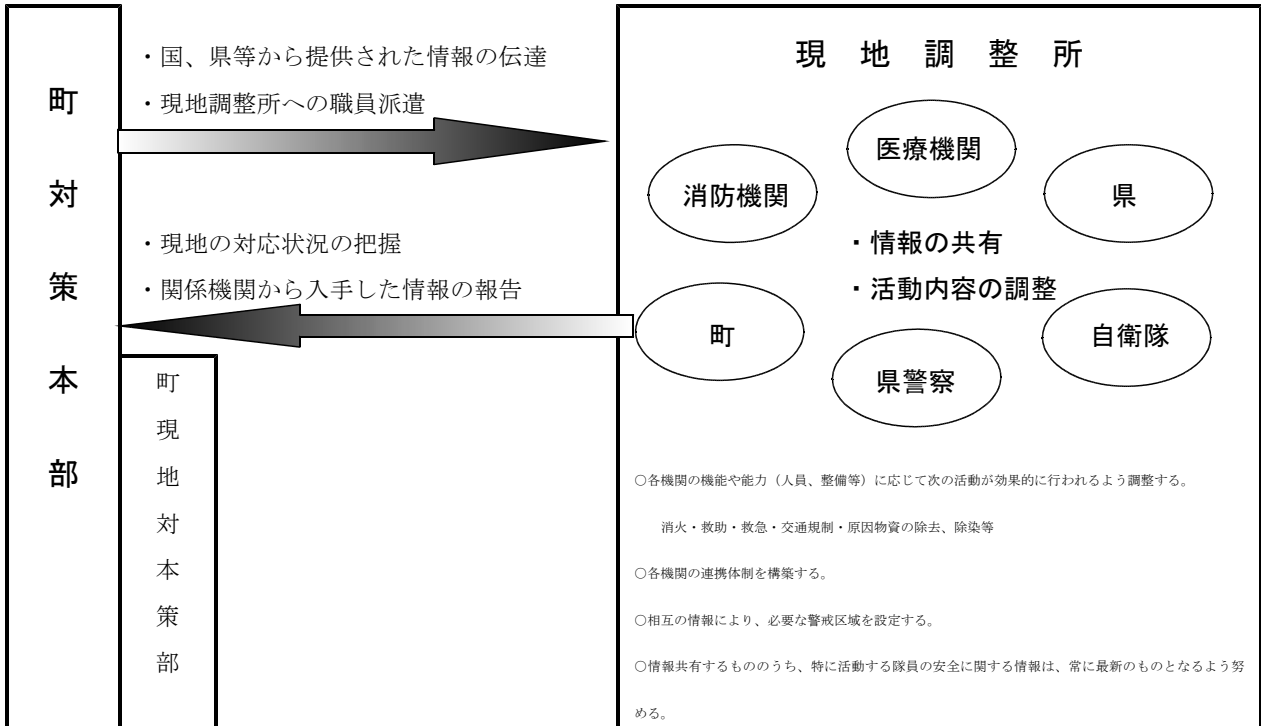 町対策本部
・国、県等から提供された情報の伝達
・現地調整所への職員派遣
・現地の対応状況の把握
・関係機関から入手した情報の報告
町現地対本策部
現地調整所
医療機関
消防機関
県
・情報の共有
・活動内容の調整
町
自衛隊
県警察
○各機関の機能や能力（人員、整備等）に応じて次の活動が効果的に行われるよう調整する。
消火・救助・救急・交通規制・原因物資の除去、除染等
○各機関の連携体制を構築する。
○相互の情報により、必要な警戒区域を設定する。
○情報共有するもののうち、特に活動する隊員の安全に関する情報は、常に最新のものとなるよう努
める。